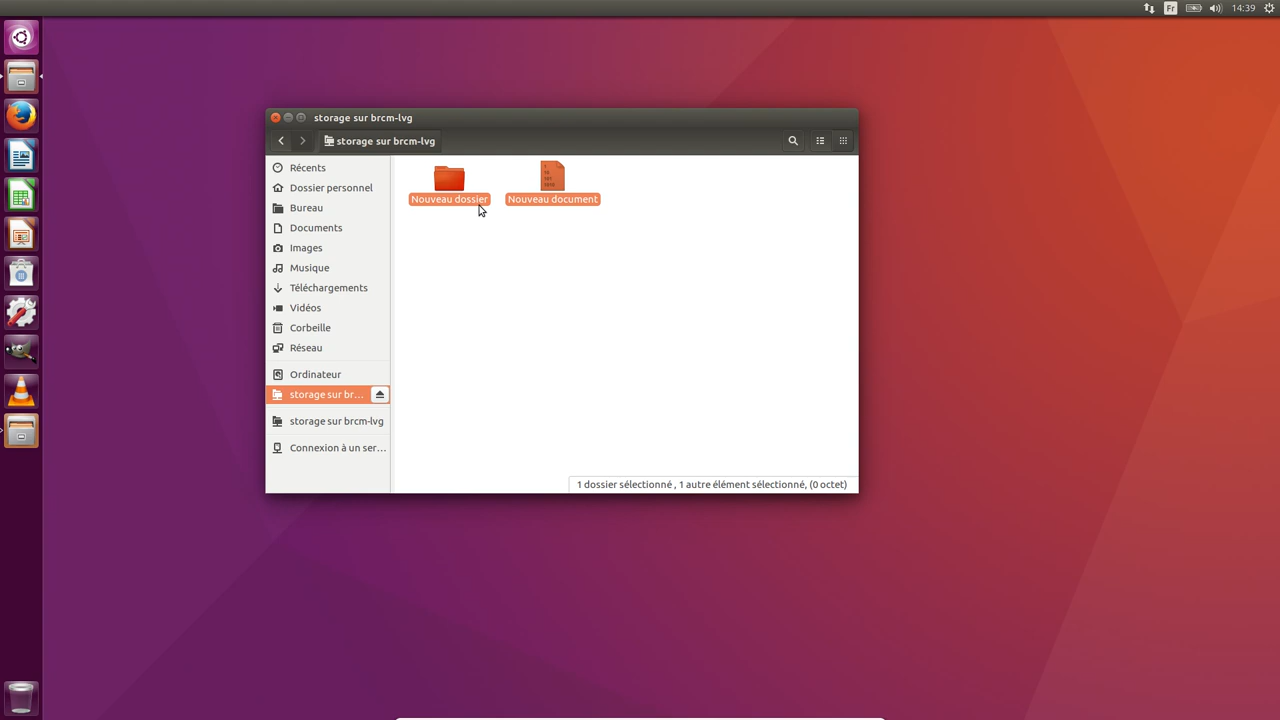 Fr
14:39
storage sur brcm-lvg
storage sur brcm-lvg
Récents
Dossier personnel
Bureau
Documents
Images
Musique
Téléchargements
Vidéos
Corbeille
Réseau
Ordinateur
storage sur br...
storage sur brcm-lvg
Connexion à un ser...
Nouveau dossier
Nouveau document
1 dossier sélectionné , 1 autre élément sélectionné, (0 octet)